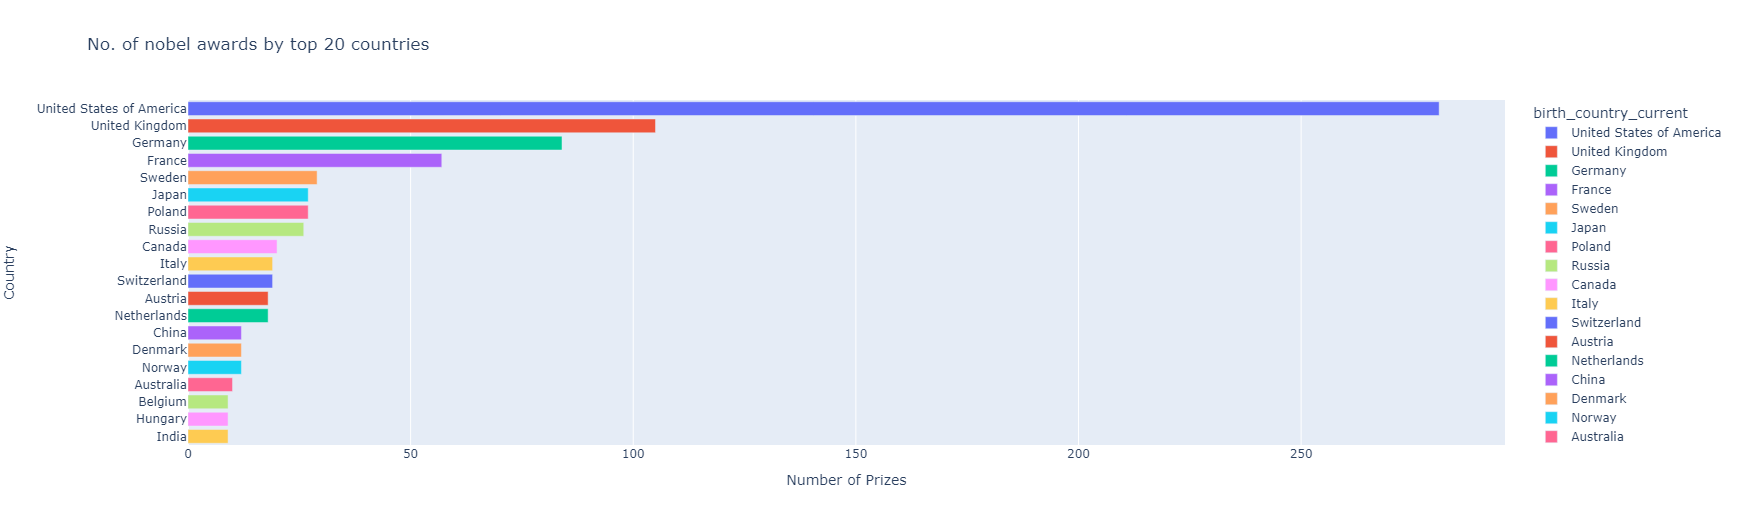 No. of nobel awards by top 20 countries
Country
United States of America
United Kingdom
Germany
France
Sweden
Japan
Poland
Russia
Canada
Italy
Switzerland
Austria
Netherlands
China
Denmark
Norway
Australia
Belgium
Hungary
India
0 50 100 150 200 250
Number of Prizes
birth_country_current
United States of America
United Kingdom
Germany
France
Sweden
Japan
Poland
Russia
Canada
Italy
Switzerland
Austria
Netherlands
China
Denmark
Norway
Australia